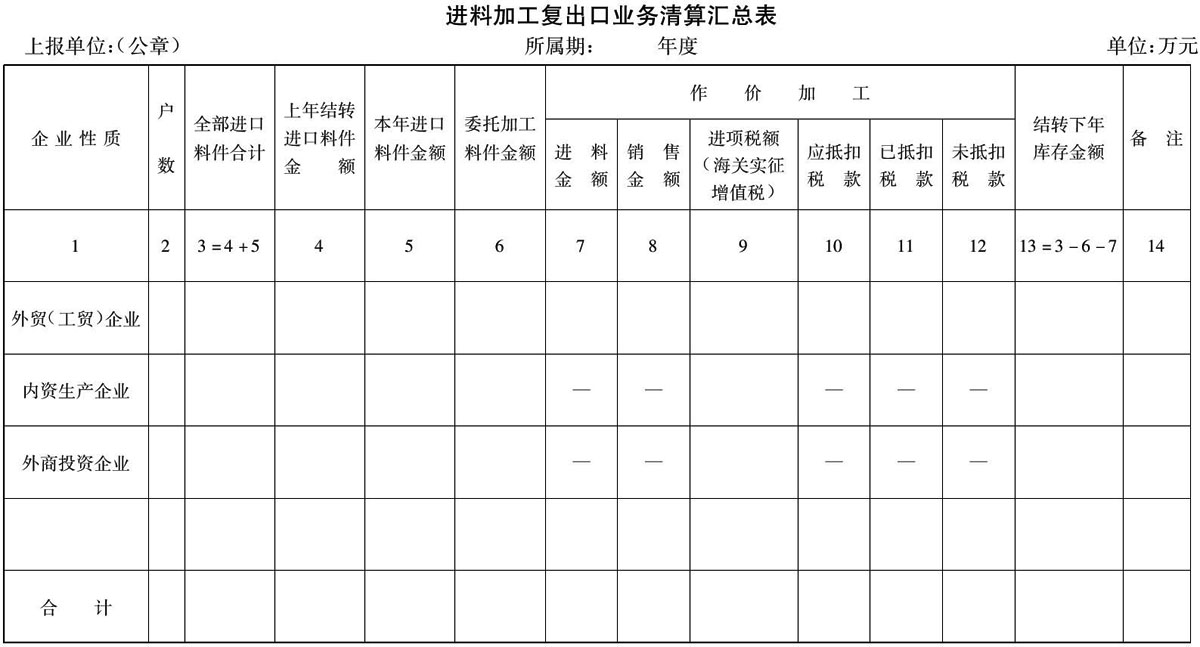 进料加工复出口业务清算汇总表
上报单位:(公章) 所属期: 年度 单位:万元
企业性质 户数 全部进口料件合计 上年结转进口料件金额 本年进口料件金额 委托加工料件金额 作价加工 结转下年库存金额 备注
进料金额 销售金额 进项税额(海关实征增值税) 应抵扣税款 已抵扣税款 未抵扣税款
1 2 3=4+5 4 5 6 7 8 9 10 11 12 13=3-6-7 14
外贸(工贸)企业
内资生产企业 — — — — —
外商投资企业 — — — — —
合计